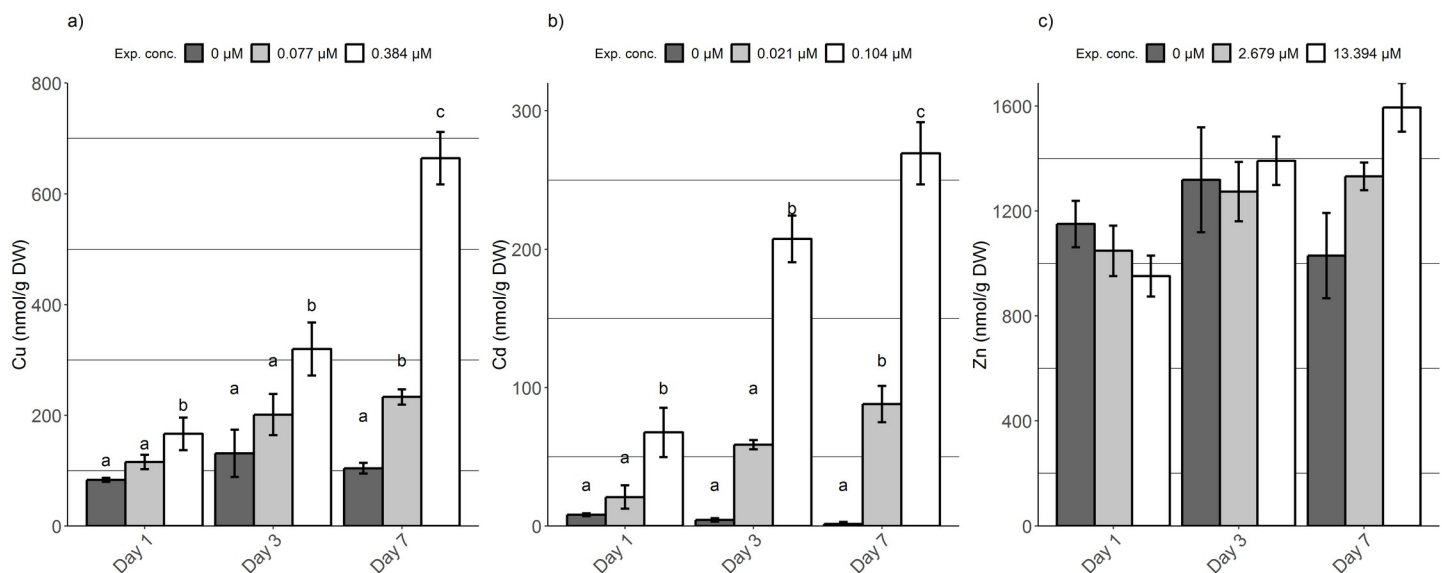 a)
Exp. conc. 0 μM 0.077 μM 0.384 μM
Cu (nmol/g DW)
800
600
400
200
0
a
a
b
a
a
b
a
b
c
Day 1
Day 3
Day 7
b)
Exp. conc. 0 μM 0.021 μM 0.104 μM
Cd (nmol/g DW)
300
200
100
0
a
a
b
a
a
b
a
b
c
Day 1
Day 3
Day 7
c)
Exp. conc. 0 μM 2.679 μM 13.394 μM
Zn (nmol/g DW)
1600
1200
800
400
0
Day 1
Day 3
Day 7